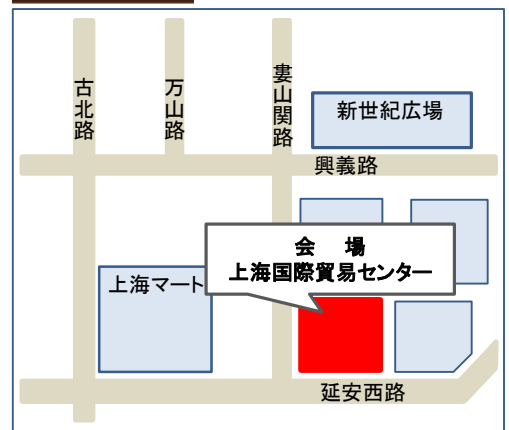 古北路
万山路
婁山関路
新世紀広場
興義路
会　場
上海国際貿易センター
上海マート
延安西路